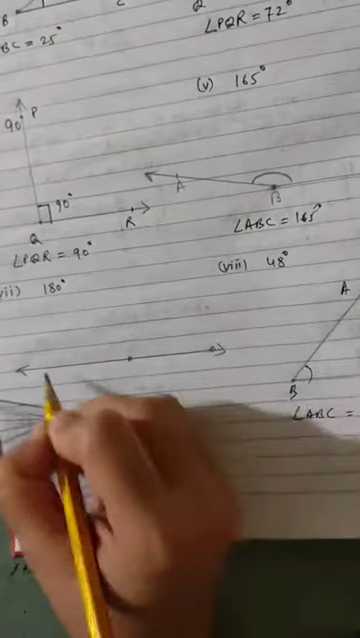 B
C
Q
BC = 25°
∠PQR = 72°
(v) 165°
P
90°
90°
A
B
R
Q
∠ABC = 165°
∠PQR = 90°
(viii) 48°
vii) 180°
A
B
∠ABC =